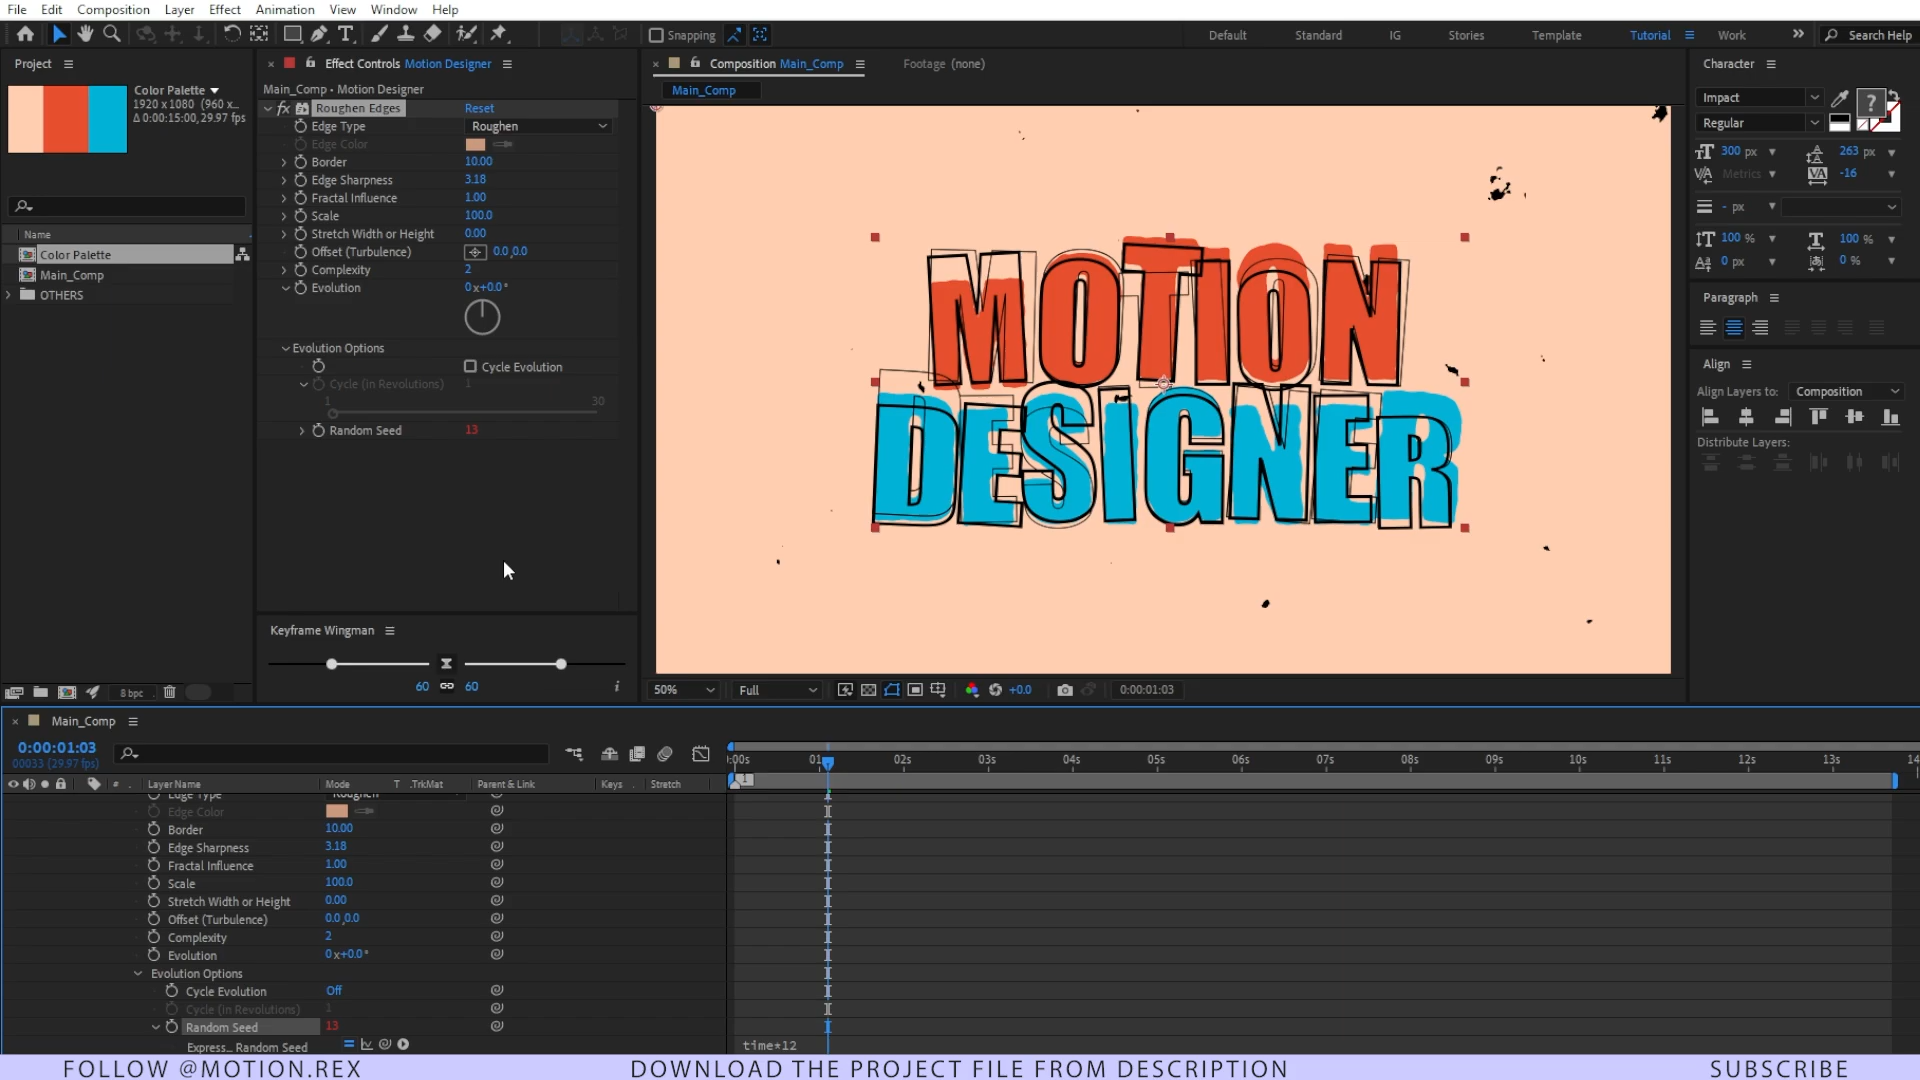 File Edit Composition Layer Effect Animation View Window Help
Snapping Default Standard IG Stories Template Tutorial Work Search Help
Project
Color Palette
1920 x 1080 (960 x...
Δ 0:00:15:00, 29.97 fps
Name
Color Palette
Main_Comp
OTHERS
8 bpc
Effect Controls Motion Designer
Main_Comp • Motion Designer
fx Roughen Edges Reset
Edge Type Roughen
Edge Color
Border 10.00
Edge Sharpness 3.18
Fractal Influence 1.00
Scale 100.0
Stretch Width or Height 0.00
Offset (Turbulence) 0.0,0.0
Complexity 2
Evolution 0x+0.0°
Evolution Options
Cycle Evolution
Cycle (in Revolutions) 1
1 30
Random Seed 13
Keyframe Wingman
60 60
Composition Main_Comp
Footage (none)
Main_Comp
MOTION
DESIGNER
50% Full +0.0 0:00:01:03
Character
Impact
Regular
300 px 263 px
Metrics -16
- px
100 % 100 %
0 px 0 %
Paragraph
Align
Align Layers to: Composition
Distribute Layers:
Main_Comp
0:00:01:03
00033 (29.97 fps)
# Layer Name Mode T .TrkMat Parent & Link Keys Stretch
:00s 01 02s 03s 04s 05s 06s 07s 08s 09s 10s 11s 12s 13s 14
1
Edge Type Roughen
Edge Color
Border 10.00
Edge Sharpness 3.18
Fractal Influence 1.00
Scale 100.0
Stretch Width or Height 0.00
Offset (Turbulence) 0.0,0.0
Complexity 2
Evolution 0x+0.0°
Evolution Options
Cycle Evolution Off
Cycle (in Revolutions) 1
Random Seed 13
Express... Random Seed time*12
FOLLOW @MOTION.REX DOWNLOAD THE PROJECT FILE FROM DESCRIPTION SUBSCRIBE